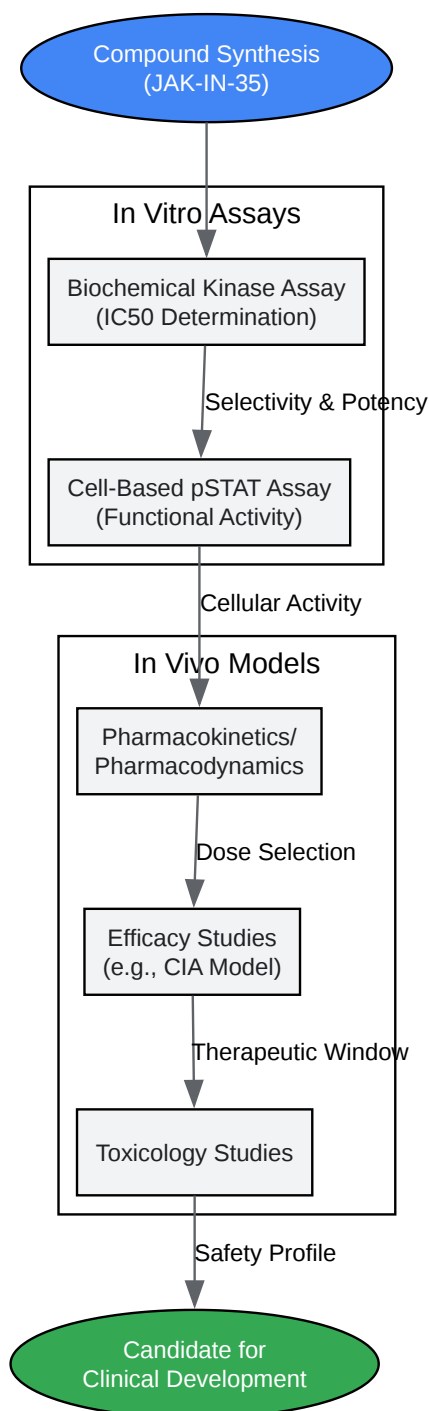 Compound Synthesis
(JAK-IN-35)
In Vitro Assays
Biochemical Kinase Assay
(IC50 Determination)
Selectivity & Potency
Cell-Based pSTAT Assay
(Functional Activity)
Cellular Activity
In Vivo Models
Pharmacokinetics/
Pharmacodynamics
Dose Selection
Efficacy Studies
(e.g., CIA Model)
Therapeutic Window
Toxicology Studies
Safety Profile
Candidate for
Clinical Development